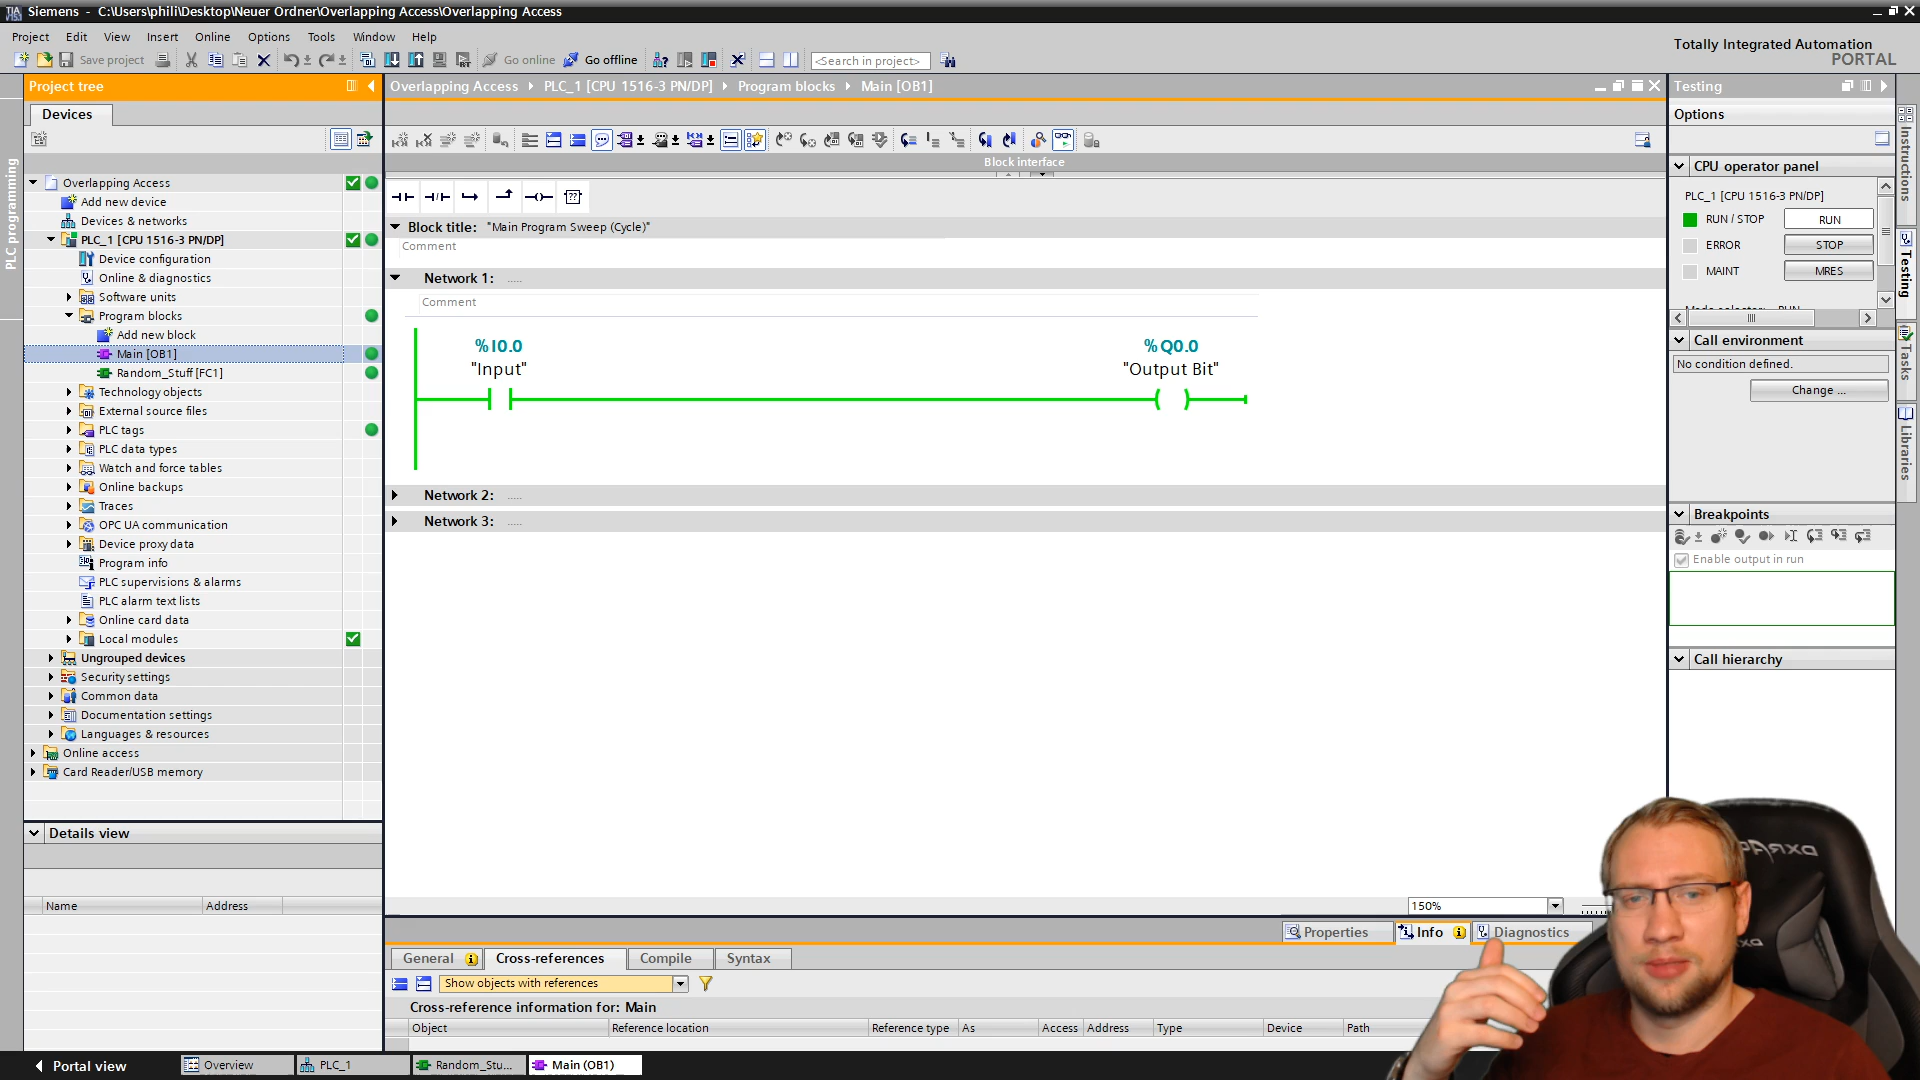 Siemens - C:\Users\phili\Desktop\Neuer Ordner\Overlapping Access\Overlapping Access
Project Edit View Insert Online Options Tools Window Help
Totally Integrated Automation
PORTAL
Save project
Go online
Go offline
<Search in project>
Project tree
Overlapping Access
PLC_1 [CPU 1516-3 PN/DP]
Program blocks
Main [OB1]
Testing
Devices
Options
PLC programming
Block interface
CPU operator panel
PLC_1 [CPU 1516-3 PN/DP]
RUN / STOP
RUN
ERROR
STOP
MAINT
MRES
Mode selector: RUN
Call environment
No condition defined.
Change ...
Breakpoints
Enable output in run
Call hierarchy
Instructions
Testing
Tasks
Libraries
Overlapping Access
Add new device
Devices & networks
PLC_1 [CPU 1516-3 PN/DP]
Device configuration
Online & diagnostics
Software units
Program blocks
Add new block
Main [OB1]
Random_Stuff [FC1]
Technology objects
External source files
PLC tags
PLC data types
Watch and force tables
Online backups
Traces
OPC UA communication
Device proxy data
Program info
PLC supervisions & alarms
PLC alarm text lists
Online card data
Local modules
Ungrouped devices
Security settings
Common data
Documentation settings
Languages & resources
Online access
Card Reader/USB memory
Block title: "Main Program Sweep (Cycle)"
Comment
Network 1: .....
Comment
%I0.0
"Input"
%Q0.0
"Output Bit"
Network 2: .....
Network 3: .....
150%
Details view
Name Address
Properties
Info
Diagnostics
General
Cross-references
Compile
Syntax
Show objects with references
Cross-reference information for: Main
Object Reference location Reference type As Access Address Type Device Path
Portal view
Overview
PLC_1
Random_Stu...
Main (OB1)